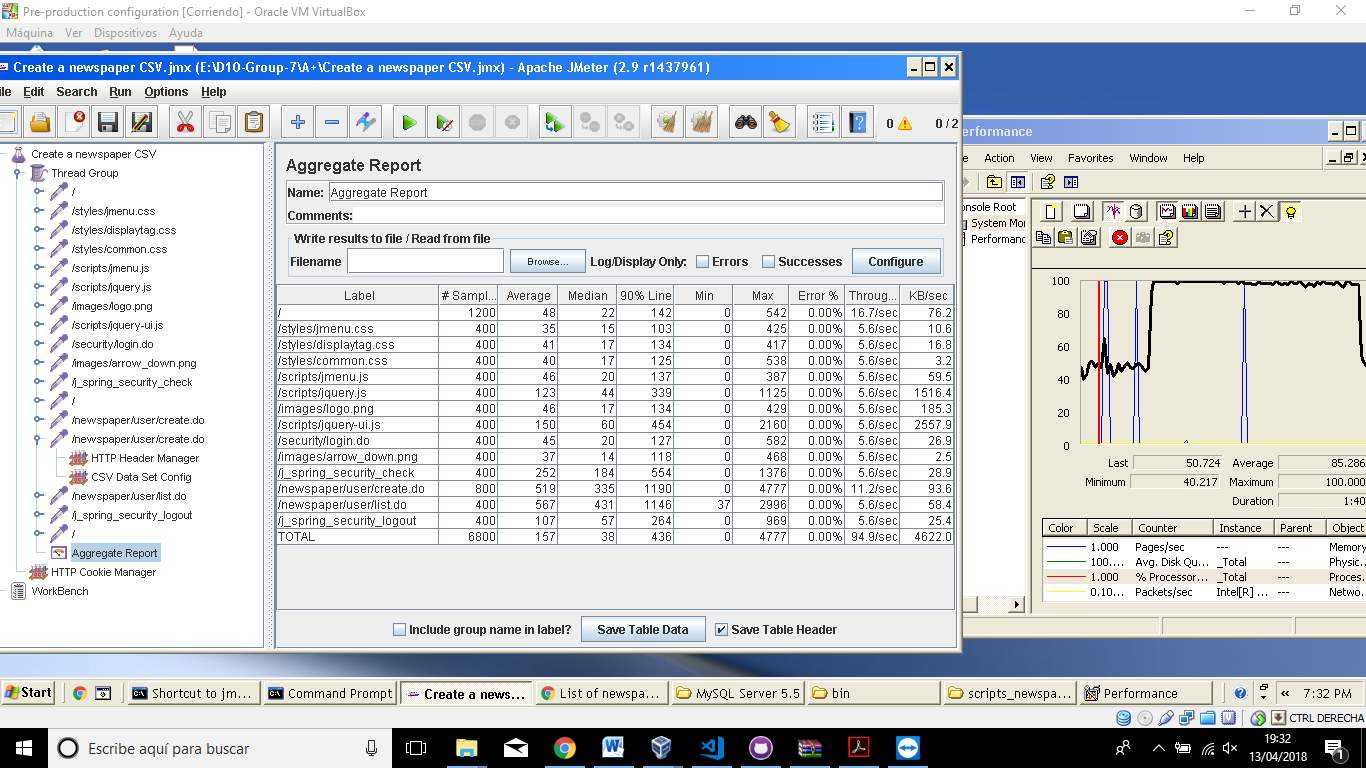 Pre-production configuration [Corriendo] - Oracle VM VirtualBox
Máquina Ver Dispositivos Ayuda
Create a newspaper CSV.jmx (E:\D10-Group-7\A+\Create a newspaper CSV.jmx) - Apache JMeter (2.9 r1437961)
ile Edit Search Run Options Help
0 0 / 2
Create a newspaper CSV
Thread Group
/
/styles/jmenu.css
/styles/displaytag.css
/styles/common.css
/scripts/jmenu.js
/scripts/jquery.js
/images/logo.png
/scripts/jquery-ui.js
/security/login.do
/images/arrow_down.png
/j_spring_security_check
/
/newspaper/user/create.do
/newspaper/user/create.do
HTTP Header Manager
CSV Data Set Config
/newspaper/user/list.do
/j_spring_security_logout
/
Aggregate Report
HTTP Cookie Manager
WorkBench
Aggregate Report
Name: Aggregate Report
Comments:
Write results to file / Read from file
Filename Browse... Log/Display Only: Errors Successes Configure
Label # Sampl... Average Median 90% Line Min Max Error % Throug... KB/sec
/ 1200 48 22 142 0 542 0.00% 16.7/sec 76.2
/styles/jmenu.css 400 35 15 103 0 425 0.00% 5.6/sec 10.6
/styles/displaytag.css 400 41 17 134 0 417 0.00% 5.6/sec 16.8
/styles/common.css 400 40 17 125 0 538 0.00% 5.6/sec 3.2
/scripts/jmenu.js 400 46 20 137 0 387 0.00% 5.6/sec 59.5
/scripts/jquery.js 400 123 44 339 0 1125 0.00% 5.6/sec 1516.4
/images/logo.png 400 46 17 134 0 429 0.00% 5.6/sec 185.3
/scripts/jquery-ui.js 400 150 60 454 0 2160 0.00% 5.6/sec 2557.9
/security/login.do 400 45 20 127 0 582 0.00% 5.6/sec 26.9
/images/arrow_down.png 400 37 14 118 0 468 0.00% 5.6/sec 2.5
/j_spring_security_check 400 252 184 554 0 1376 0.00% 5.6/sec 28.9
/newspaper/user/create.do 800 519 335 1190 0 4777 0.00% 11.2/sec 93.6
/newspaper/user/list.do 400 567 431 1146 37 2996 0.00% 5.6/sec 58.4
/j_spring_security_logout 400 107 57 264 0 969 0.00% 5.6/sec 25.4
TOTAL 6800 157 38 436 0 4777 0.00% 94.9/sec 4622.0
Include group name in label? Save Table Data Save Table Header
erformance
e Action View Favorites Window Help
onsole Root
System Mor
Performanc
100
80
60
40
20
0
Last 50.724 Average 85.286
Minimum 40.217 Maximum 100.000
Duration 1:40
Color Scale Counter Instance Parent Object
1.000 Pages/sec --- --- Memory
100.... Avg. Disk Qu... _Total --- Physic...
1.000 % Processor... _Total --- Proces...
0.10... Packets/sec Intel[R] ... --- Netwo...
Start Shortcut to jm... Command Prompt Create a news... List of newspa... MySQL Server 5.5 bin scripts_newspa... Performance « 7:32 PM
CTRL DERECHA
Escribe aquí para buscar
19:32
13/04/2018
1